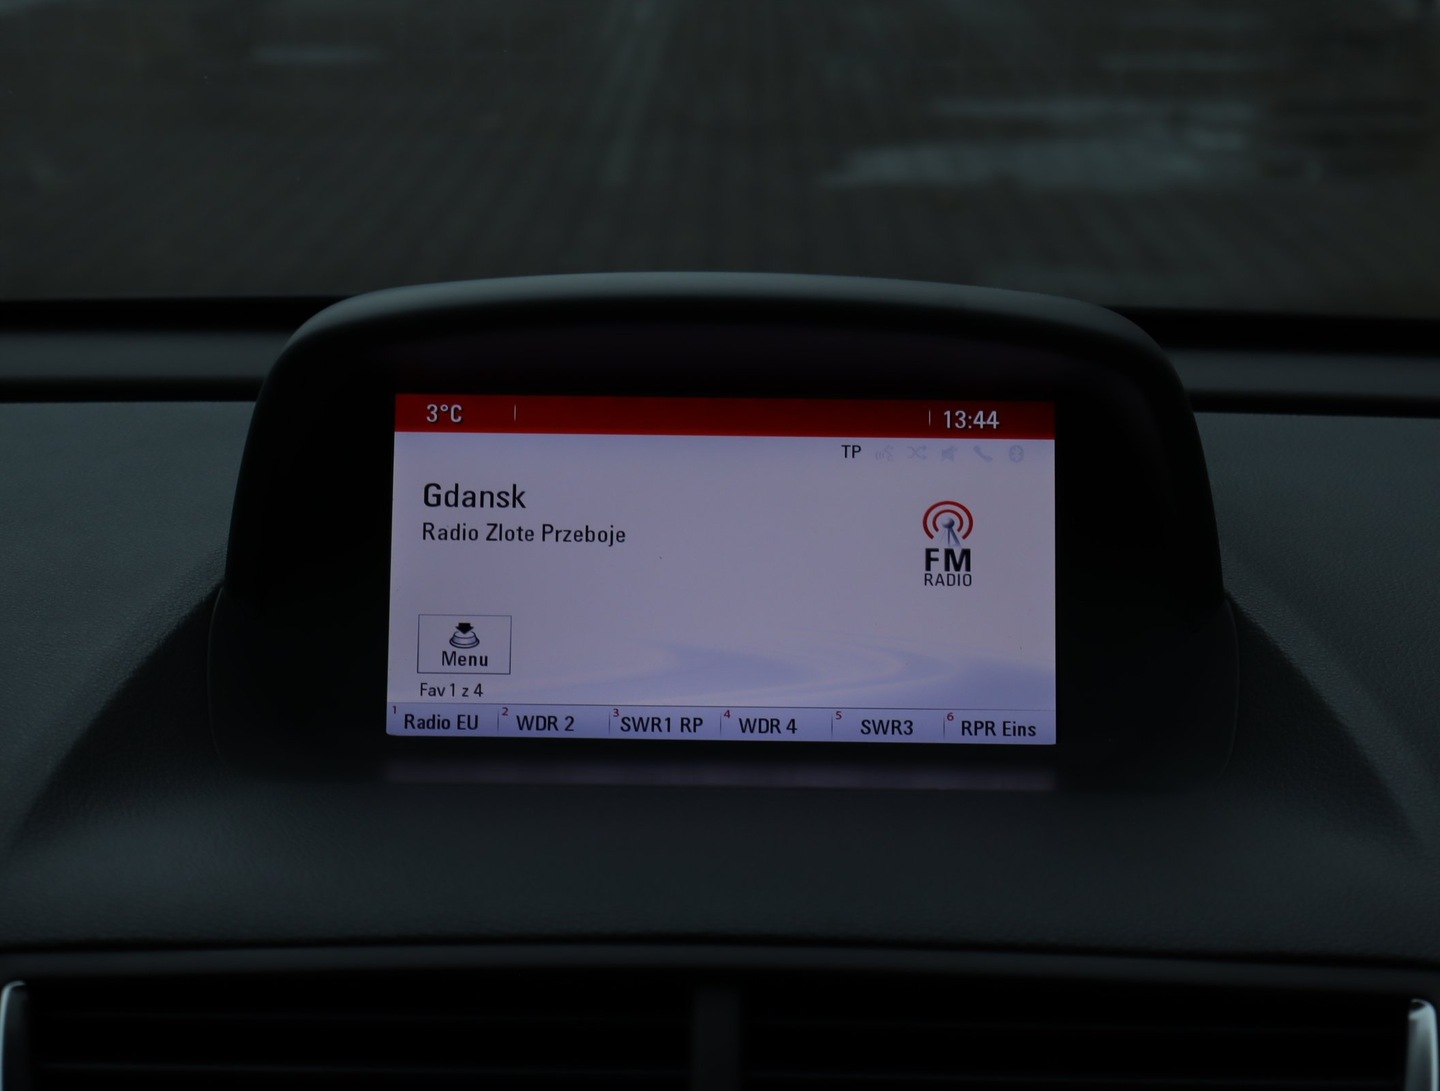 3°C 13:44
TP
Gdansk
Radio Zlote Przeboje
FM
RADIO
Menu
Fav 1 z 4
1 Radio EU 2 WDR 2 3 SWR1 RP 4 WDR 4 5 SWR3 6 RPR Eins